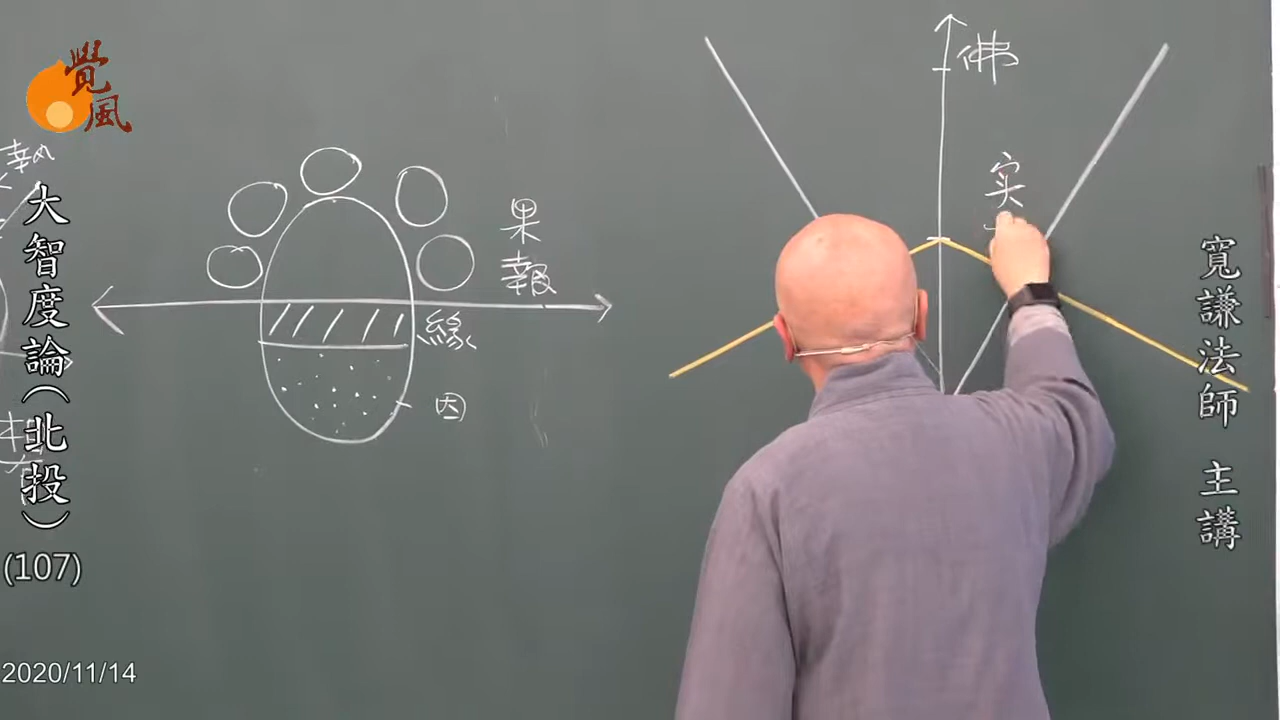 覺風
大智度論(北投)
(107)
2020/11/14
果報
緣
因
佛
实
寬謙法師 主講